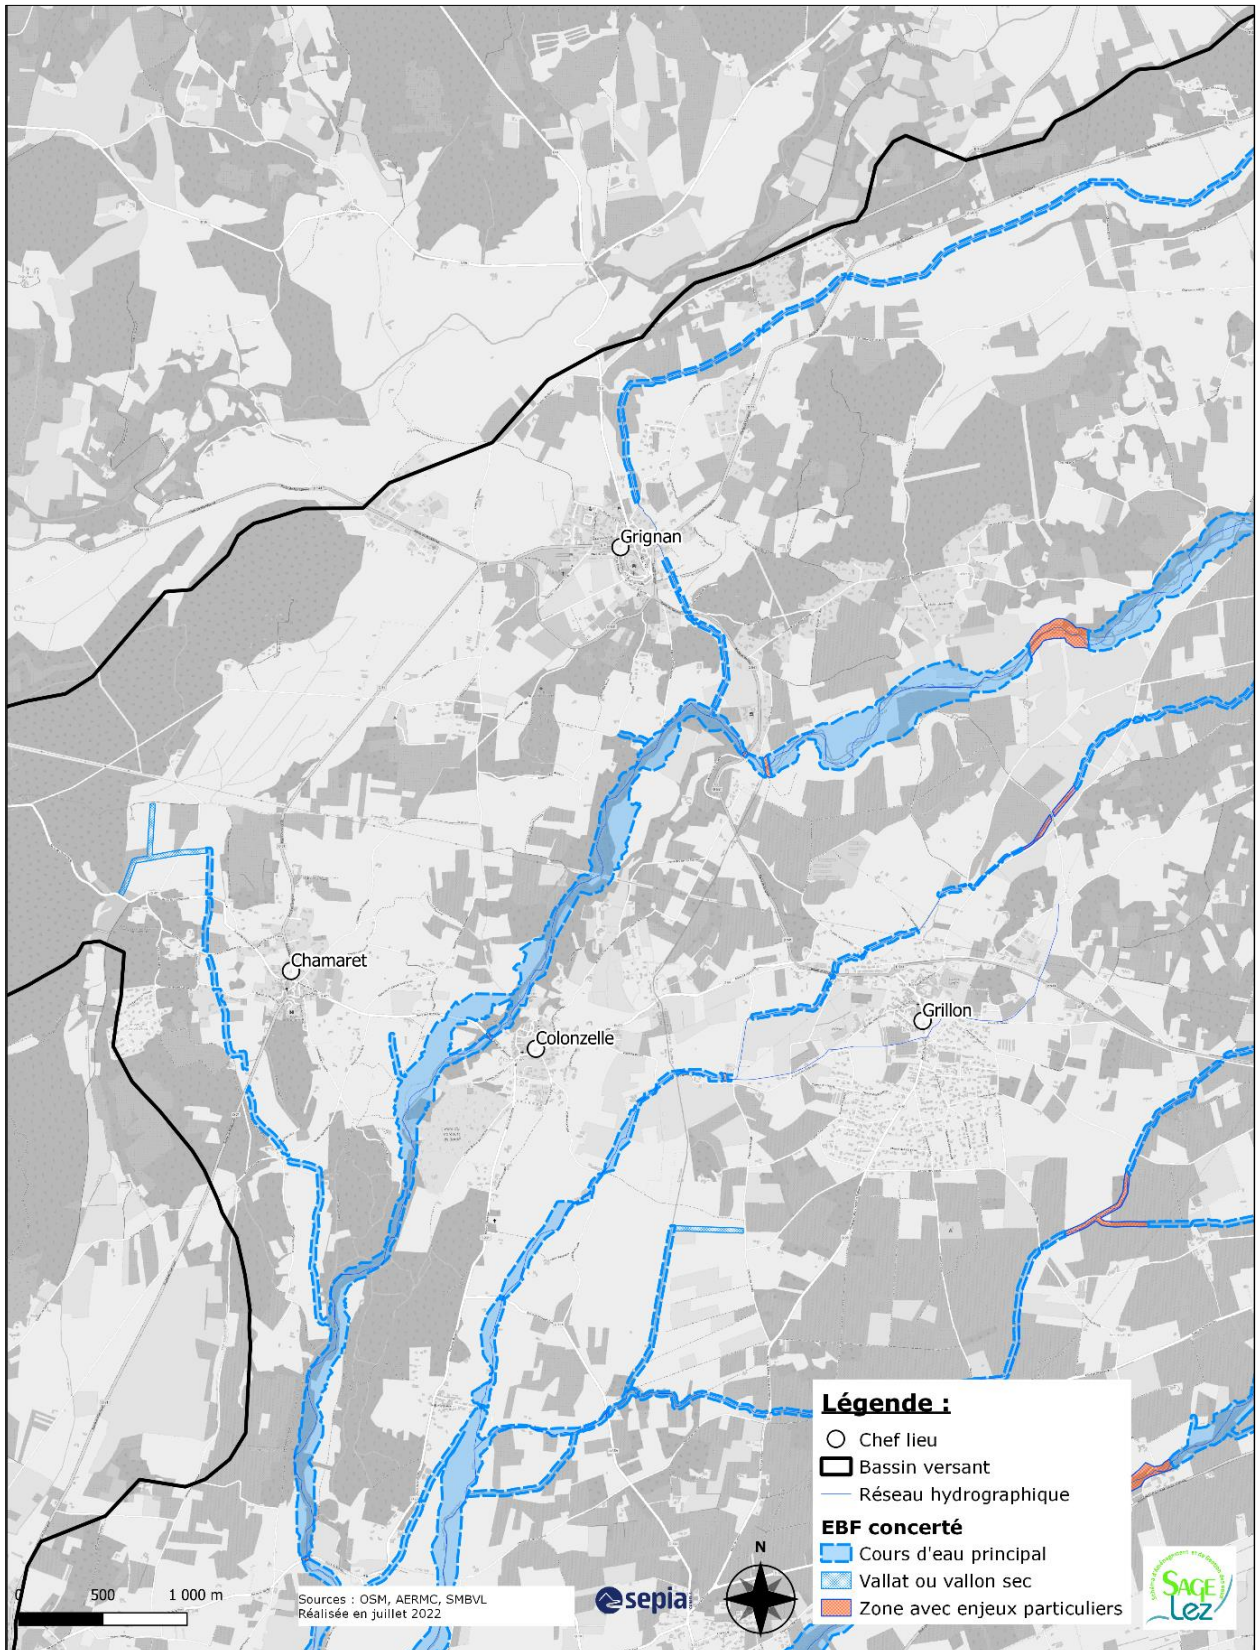 Grignan
Chamaret
Colonzelle
Grillon
Légende :
Chef lieu
Bassin versant
Réseau hydrographique
EBF concerté
Cours d'eau principal
Vallat ou vallon sec
Zone avec enjeux particuliers
N
0 500 1 000 m
Sources : OSM, AERMC, SMBVL
Réalisée en juillet 2022
sepia
SAGE
Lez